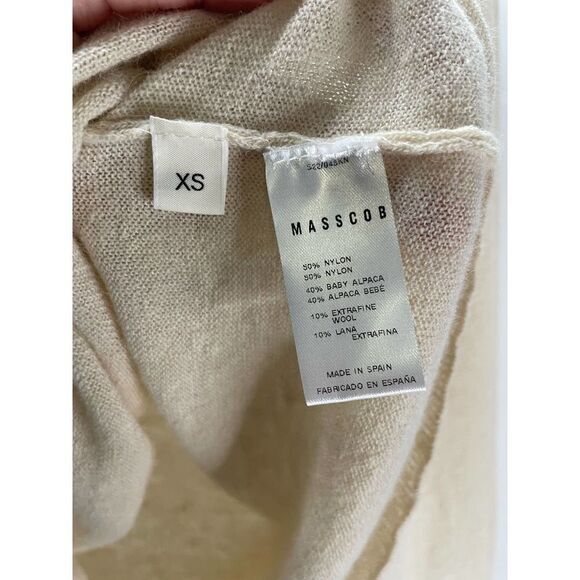 XS
MASSCOB
50% NYLON
50% NYLON
40% BABY ALPACA
40% ALPACA BEBÉ
10% EXTRAFINE
WOOL
10% LANA
EXTRAFINA
MADE IN SPAIN
FABRICADO EN ESPAÑA